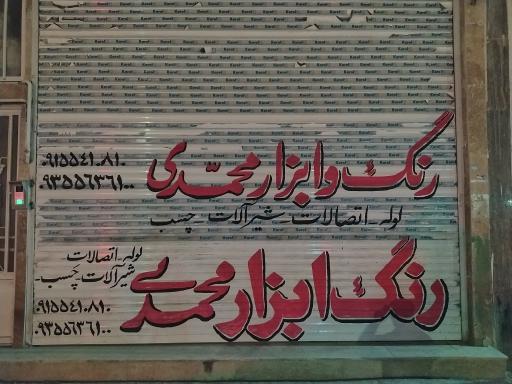 رنگ و ابزار محمدی
۰۹۱۵۵۴۱۰۸۱۰
۰۹۳۵۵۶۳۶۱۰۰
لوله-اتصالات-شیرآلات-چسب
رنگ ابزار محمدی
لوله-اتصالات
شیرآلات-چسب-
۰۹۱۵۵۴۱۰۸۱۰
۰۹۳۵۵۶۳۶۱۰۰